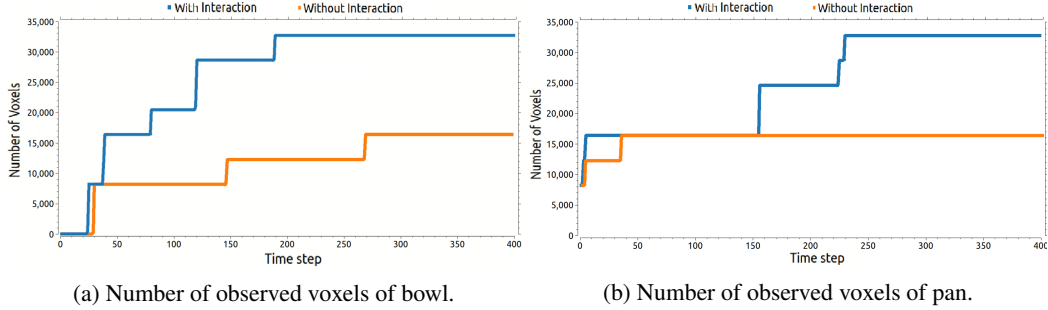 With Interaction Without Interaction
35,000
30,000
25,000
20,000
15,000
10,000
5,000
0
Number of Voxels
0 50 100 150 200 250 300 350 400
Time step
(a) Number of observed voxels of bowl.
With Interaction Without Interaction
35,000
30,000
25,000
20,000
15,000
10,000
5,000
0
Number of Voxels
0 50 100 150 200 250 300 350 400
Time step
(b) Number of observed voxels of pan.